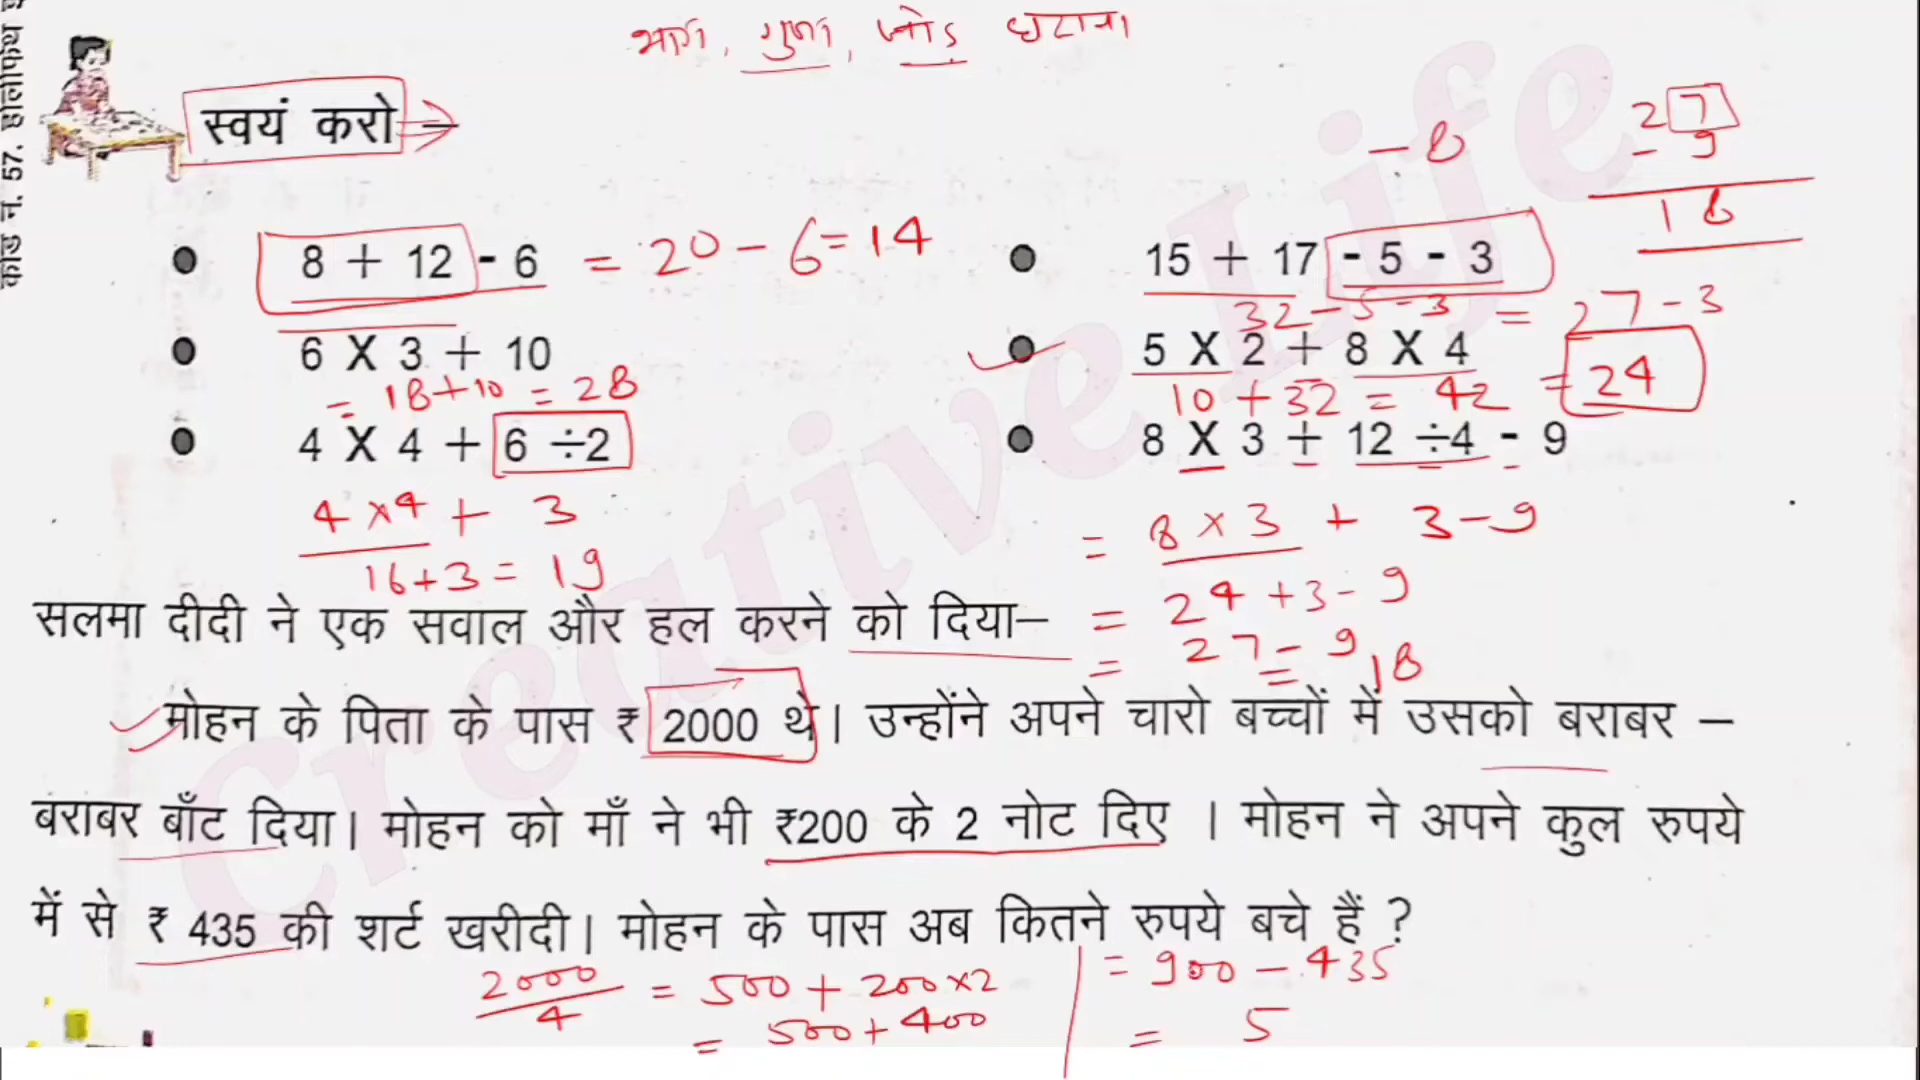 भाग, गुणा, जोड़ घटाना
कार्ड न. 57.
स्वयं करो –
- 8
27
- 9
18
8 + 12 - 6 = 20 - 6 = 14
15 + 17 - 5 - 3
32 - 5 - 3 = 27 - 3
= 24
6 X 3 + 10
= 18 + 10 = 28
5 X 2 + 8 X 4
10 + 32 = 42
4 X 4 + 6 ÷2
4 × 4 + 3
16 + 3 = 19
8 X 3 + 12 ÷4 - 9
= 8 × 3 + 3 - 9
= 24 + 3 - 9
= 27 - 9
= 18
सलमा दीदी ने एक सवाल और हल करने को दिया–
मोहन के पिता के पास ₹ 2000 थे। उन्होंने अपने चारो बच्चों में उसको बराबर –
बराबर बाँट दिया। मोहन को माँ ने भी ₹200 के 2 नोट दिए । मोहन ने अपने कुल रुपये
में से ₹ 435 की शर्ट खरीदी। मोहन के पास अब कितने रुपये बचे हैं ?
2000/4 = 500 + 200×2
= 500 + 400
= 900 - 435
= 5
Creative Life